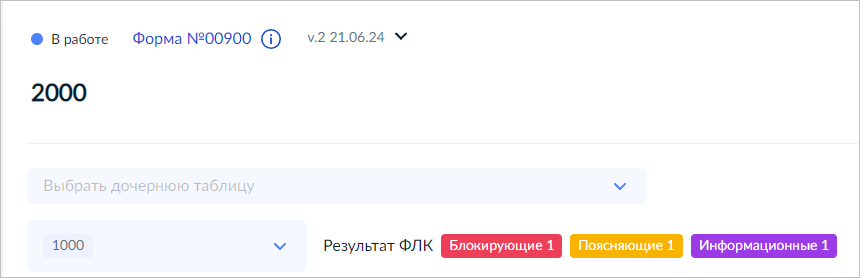 В работе Форма №00900 v.2 21.06.24
2000
Выбрать дочернюю таблицу
1000 Результат ФЛК Блокирующие 1 Поясняющие 1 Информационные 1